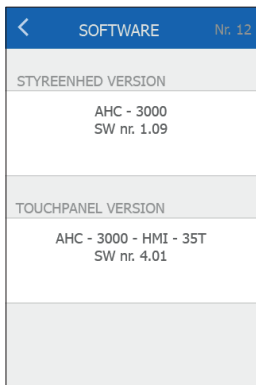 SOFTWARE Nr. 12
STYREENHED VERSION
AHC - 3000
SW nr. 1.09
TOUCHPANEL VERSION
AHC - 3000 - HMI - 35T
SW nr. 4.01